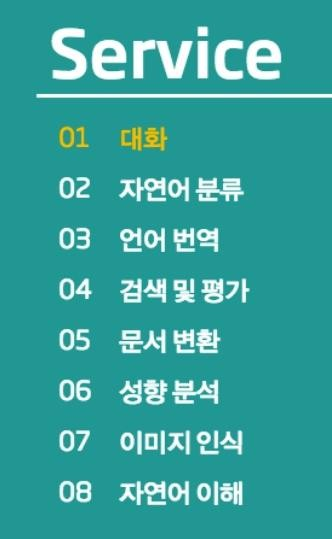 Service
01 대화
02 자연어 분류
03 언어 번역
04 검색 및 평가
05 문서 변환
06 성향 분석
07 이미지 인식
08 자연어 이해